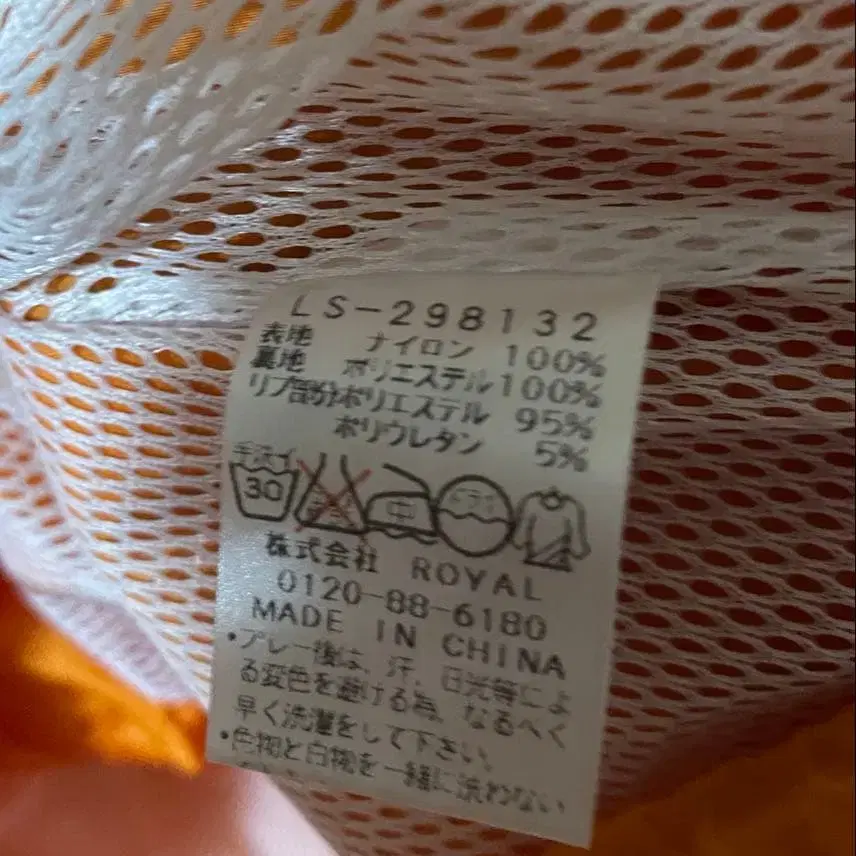 LS-298132
表地 ナイロン 100%
裏地 ポリエステル 100%
リブ部分 ポリエステル 95%
ポリウレタン 5%
手洗イ
30
中
ドライ
株式会社 ROYAL
0120-88-6180
MADE IN CHINA
・プレー後は、汗、日光等によ
る変色を避ける為、なるべく
早く洗濯をして下さい。
・色物と白物を一緒に洗わない